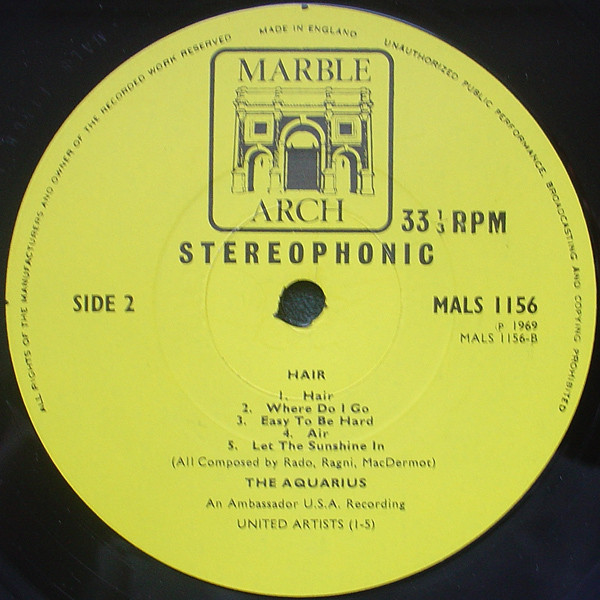 ALL RIGHTS OF THE MANUFACTURERS AND OWNER OF THE RECORDED WORK RESERVED
MADE IN ENGLAND
UNAUTHORIZED PUBLIC PERFORMANCE, BROADCASTING AND COPYING PROHIBITED
MARBLE
ARCH
33 1/3 RPM
STEREOPHONIC
SIDE 2
MALS 1156
℗ 1969
MALS 1156-B
HAIR
1. Hair
2. Where Do I Go
3. Easy To Be Hard
4. Air
5. Let The Sunshine In
(All Composed by Rado, Ragni, MacDermot)
THE AQUARIUS
An Ambassador U.S.A. Recording
UNITED ARTISTS (1-5)